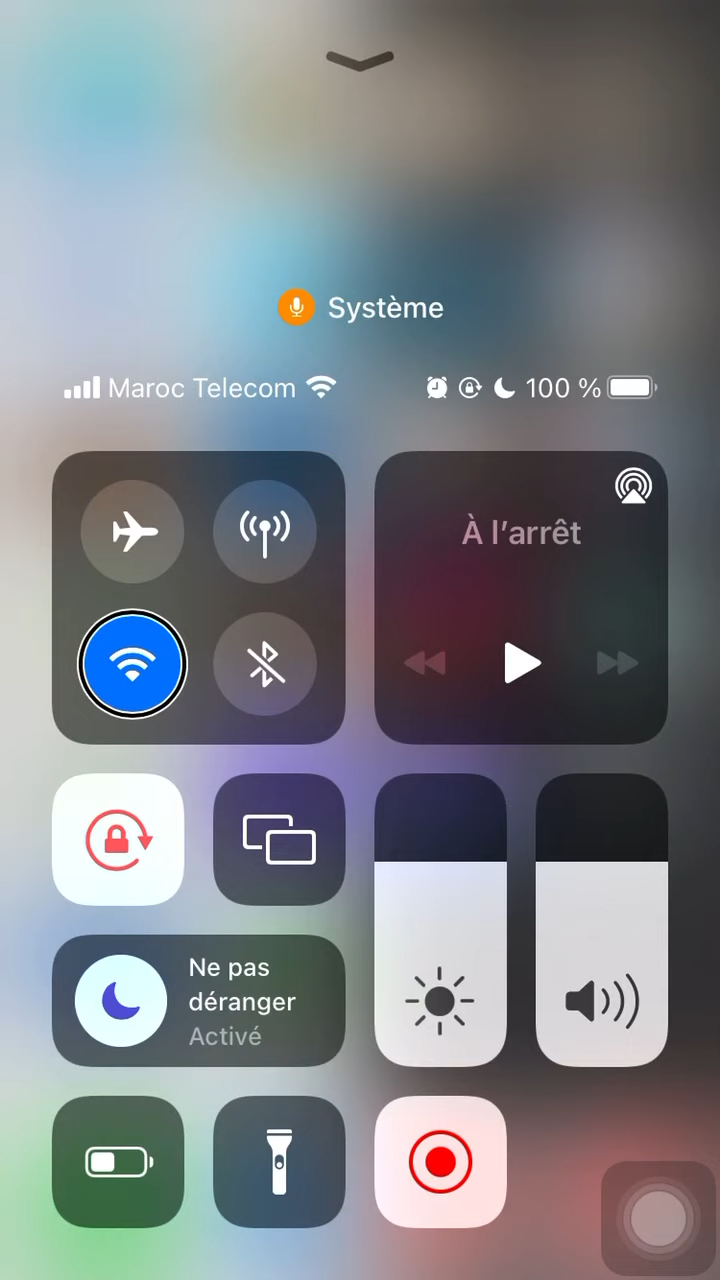 Système
Maroc Telecom 100 %
À l’arrêt
Ne pas
déranger
Activé